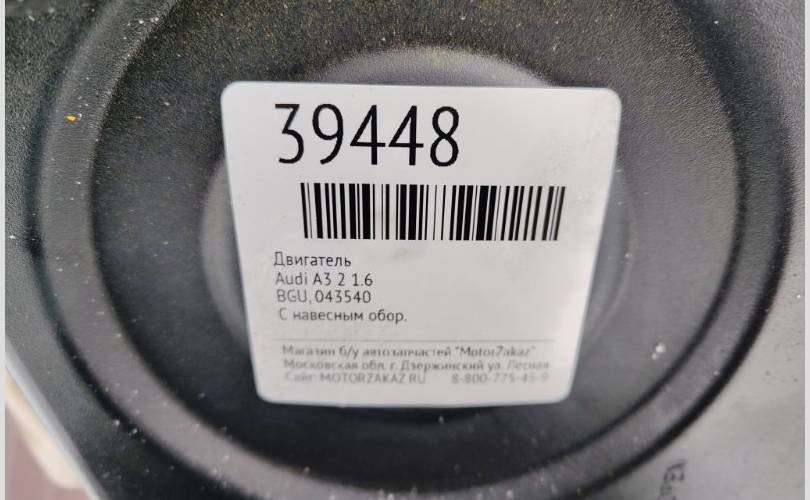 39448
Двигатель
Audi A3 2 1.6
BGU, 043540
С навесным обор.
Магазин б/у автозапчастей "MotorZakaz"
Московская обл. г. Дзержинский ул. Лесная
Сайт: MOTORZAKAZ.RU 8-800-775-45-9